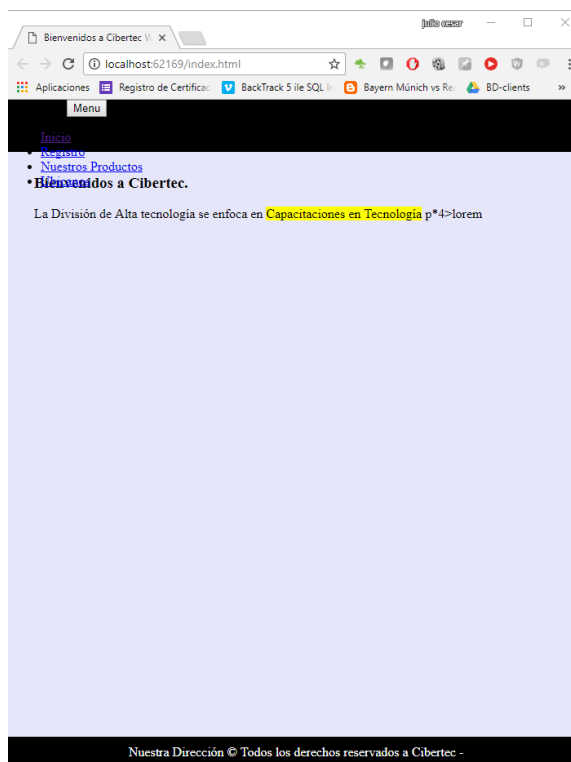 julio cesar
Bienvenidos a Cibertec W
localhost:62169/index.html
Aplicaciones Registro de Certificac BackTrack 5 ile SQL In Bayern Múnich vs Re BD-clients »
Menu
Inicio
Registro
Nuestros Productos
Ubicanos
Bienvenidos a Cibertec.
La División de Alta tecnología se enfoca en Capacitaciones en Tecnología p*4>lorem
Nuestra Dirección © Todos los derechos reservados a Cibertec -